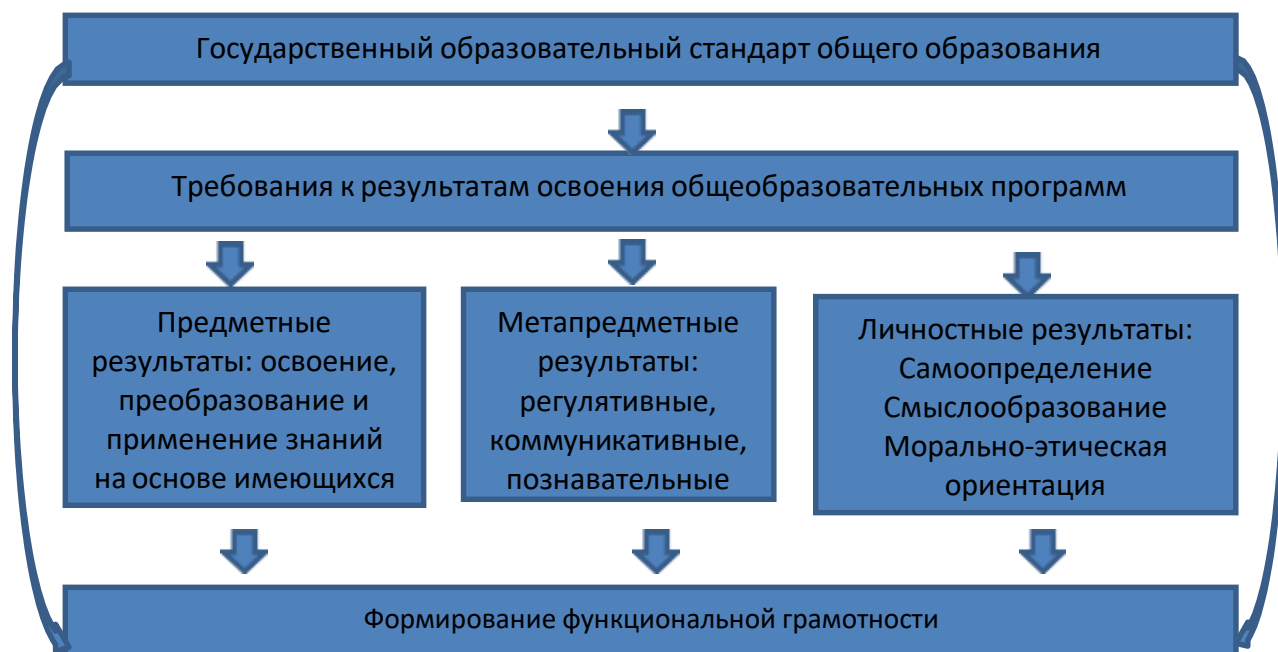 Государственный образовательный стандарт общего образования
Требования к результатам освоения общеобразовательных программ
Предметные
результаты: освоение,
преобразование и
применение знаний
на основе имеющихся
Метапредметные
результаты:
регулятивные,
коммуникативные,
познавательные
Личностные результаты:
Самоопределение
Смыслообразование
Морально-этическая
ориентация
Формирование функциональной грамотности